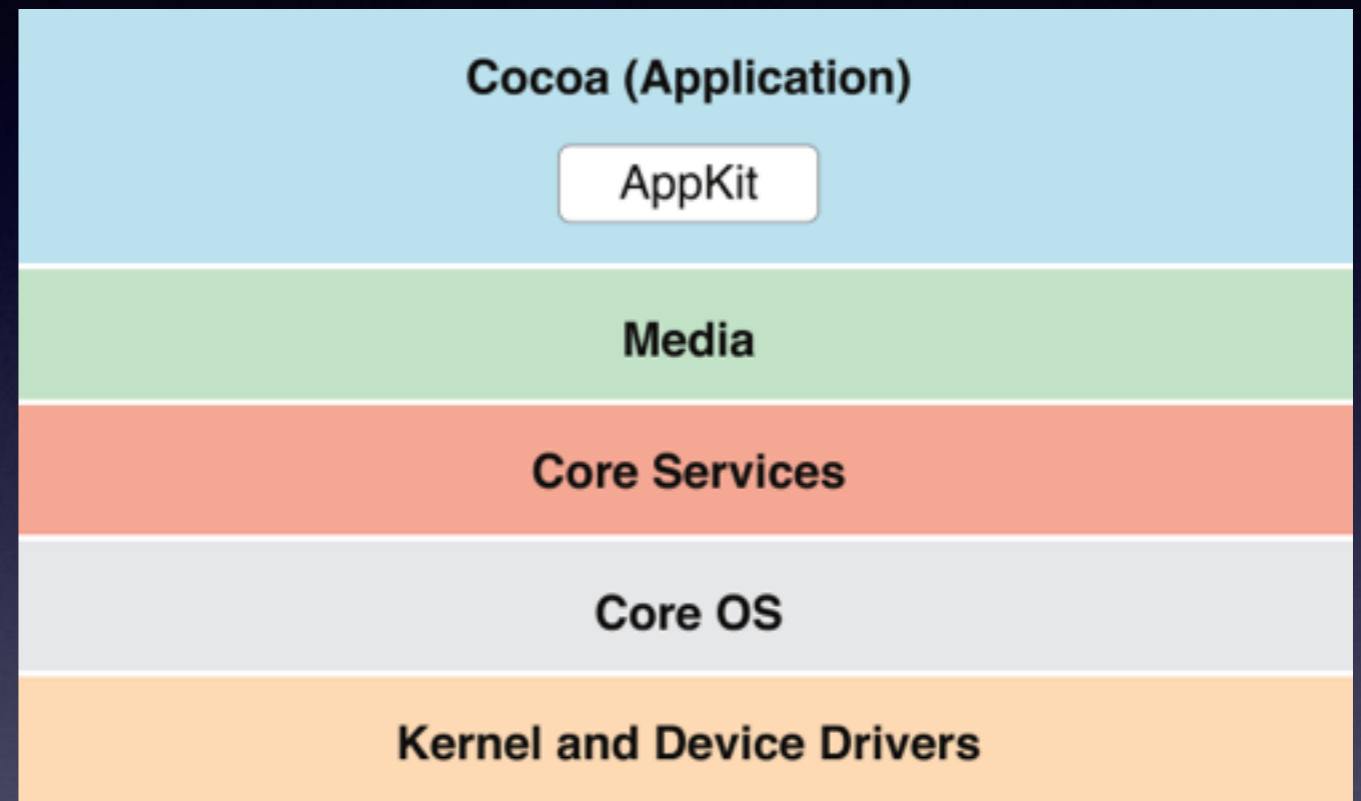 Cocoa (Application)
AppKit
Media
Core Services
Core OS
Kernel and Device Drivers